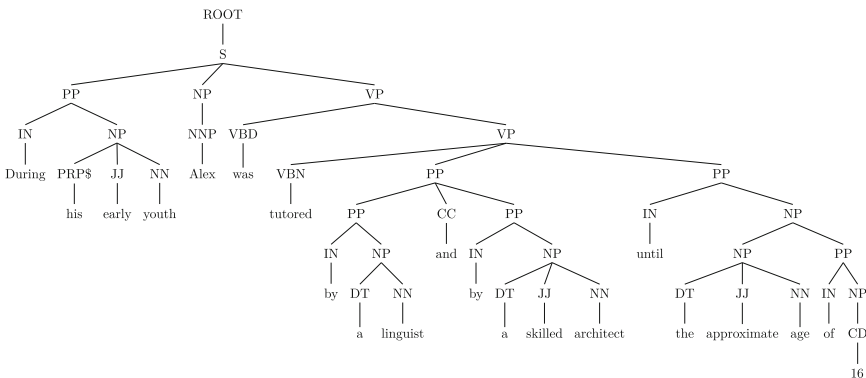 ROOT
S
PP NP VP
IN NP NNP VBD VP
During PRP$ JJ NN Alex was VBN PP PP
his early youth tutored PP CC PP IN NP
IN NP and IN NP until NP PP
by DT NN by DT JJ NN DT JJ NN IN NP
a linguist a skilled architect the approximate age of CD
16